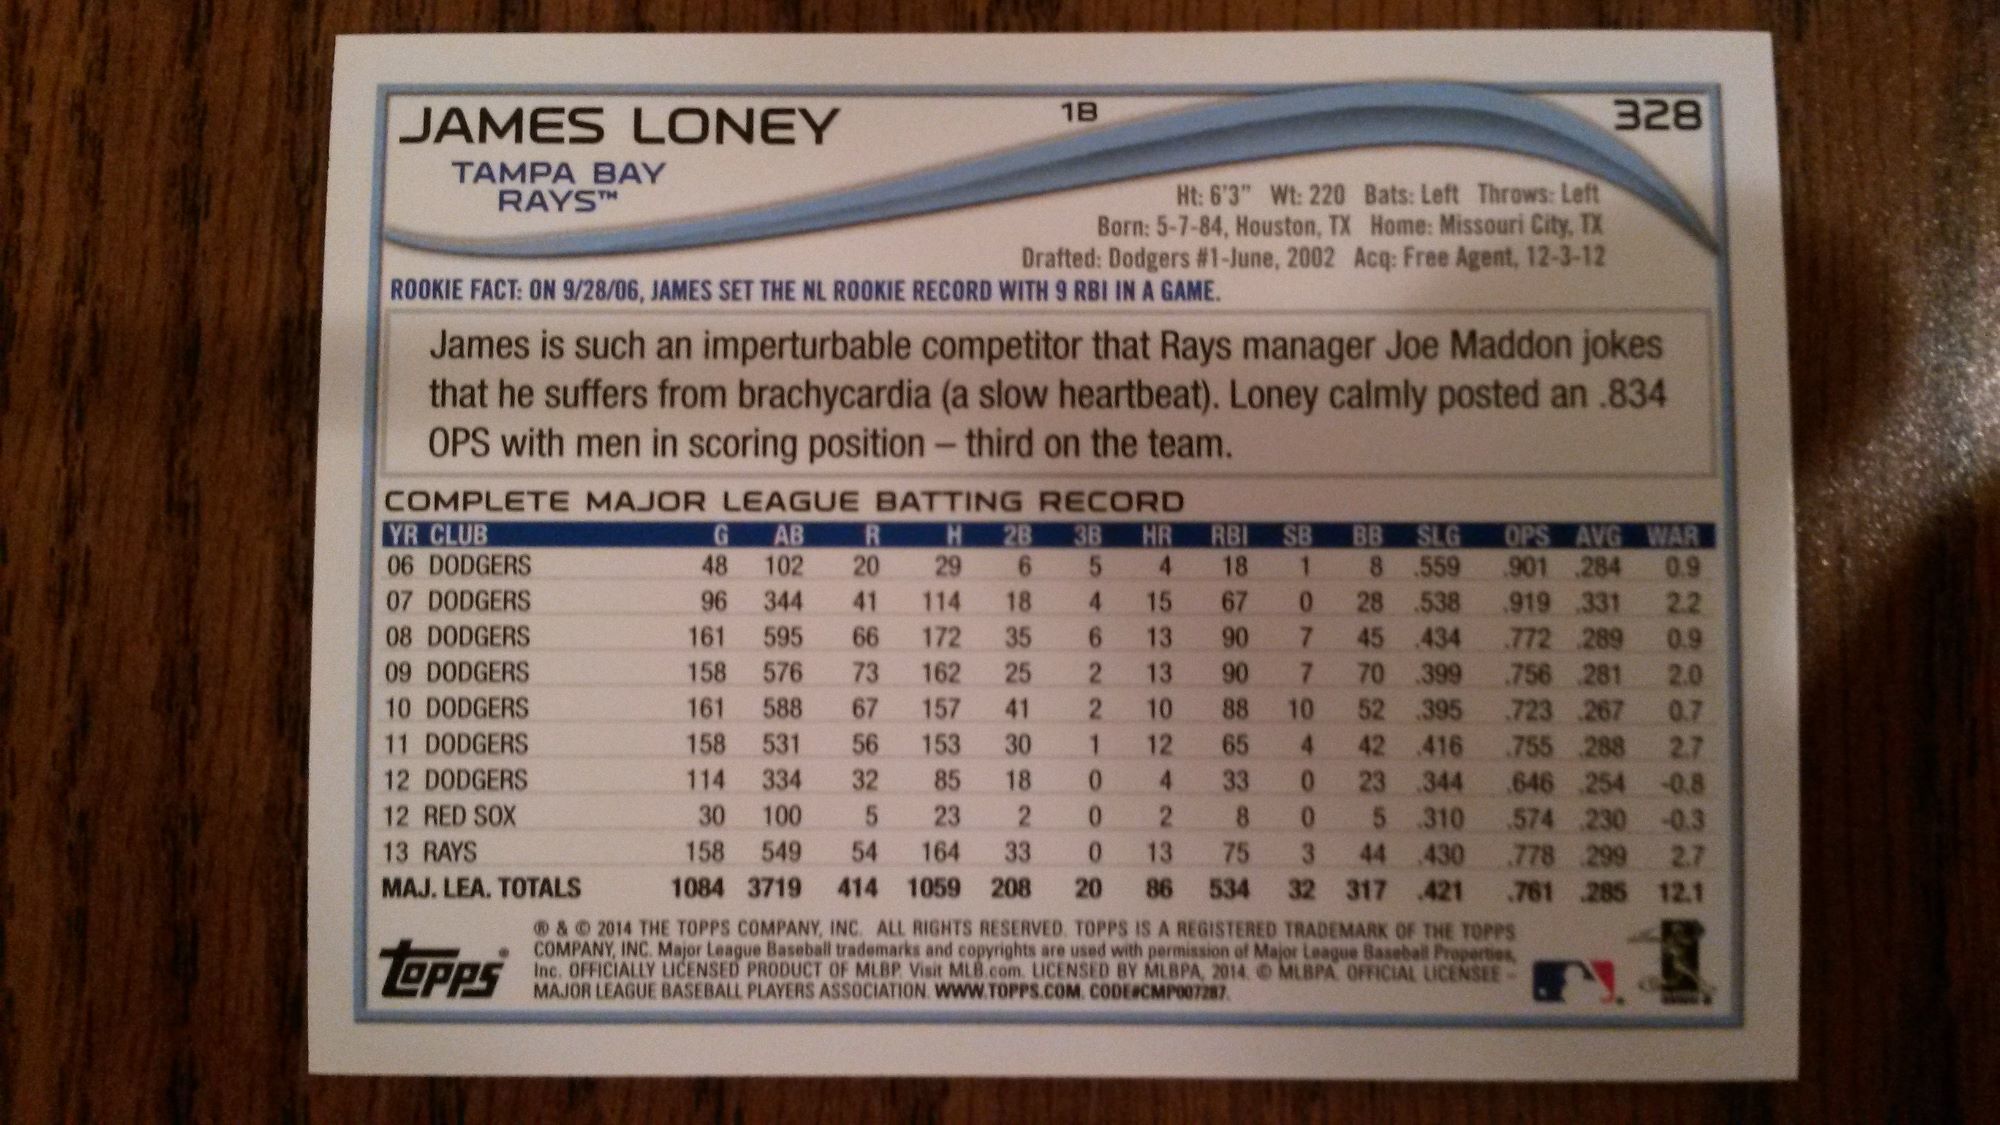 JAMES LONEY 1B 328
TAMPA BAY
RAYS™
Ht: 6'3" Wt: 220 Bats: Left Throws: Left
Born: 5-7-84, Houston, TX Home: Missouri City, TX
Drafted: Dodgers #1-June, 2002 Acq: Free Agent, 12-3-12
ROOKIE FACT: ON 9/28/06, JAMES SET THE NL ROOKIE RECORD WITH 9 RBI IN A GAME.
James is such an imperturbable competitor that Rays manager Joe Maddon jokes
that he suffers from brachycardia (a slow heartbeat). Loney calmly posted an .834
OPS with men in scoring position – third on the team.
COMPLETE MAJOR LEAGUE BATTING RECORD
YR CLUB G AB R H 2B 3B HR RBI SB BB SLG OPS AVG WAR
06 DODGERS 48 102 20 29 6 5 4 18 1 8 .559 .901 .284 0.9
07 DODGERS 96 344 41 114 18 4 15 67 0 28 .538 .919 .331 2.2
08 DODGERS 161 595 66 172 35 6 13 90 7 45 .434 .772 .289 0.9
09 DODGERS 158 576 73 162 25 2 13 90 7 70 .399 .756 .281 2.0
10 DODGERS 161 588 67 157 41 2 10 88 10 52 .395 .723 .267 0.7
11 DODGERS 158 531 56 153 30 1 12 65 4 42 .416 .755 .288 2.7
12 DODGERS 114 334 32 85 18 0 4 33 0 23 .344 .646 .254 -0.8
12 RED SOX 30 100 5 23 2 0 2 8 0 5 .310 .574 .230 -0.3
13 RAYS 158 549 54 164 33 0 13 75 3 44 .430 .778 .299 2.7
MAJ. LEA. TOTALS 1084 3719 414 1059 208 20 86 534 32 317 .421 .761 .285 12.1
® & © 2014 THE TOPPS COMPANY, INC. ALL RIGHTS RESERVED. TOPPS IS A REGISTERED TRADEMARK OF THE TOPPS
COMPANY, INC. Major League Baseball trademarks and copyrights are used with permission of Major League Baseball Properties,
Inc. OFFICIALLY LICENSED PRODUCT OF MLBP. Visit MLB.com. LICENSED BY MLBPA, 2014. © MLBPA. OFFICIAL LICENSEE –
MAJOR LEAGUE BASEBALL PLAYERS ASSOCIATION. WWW.TOPPS.COM. CODE#CMP007287.
Topps®